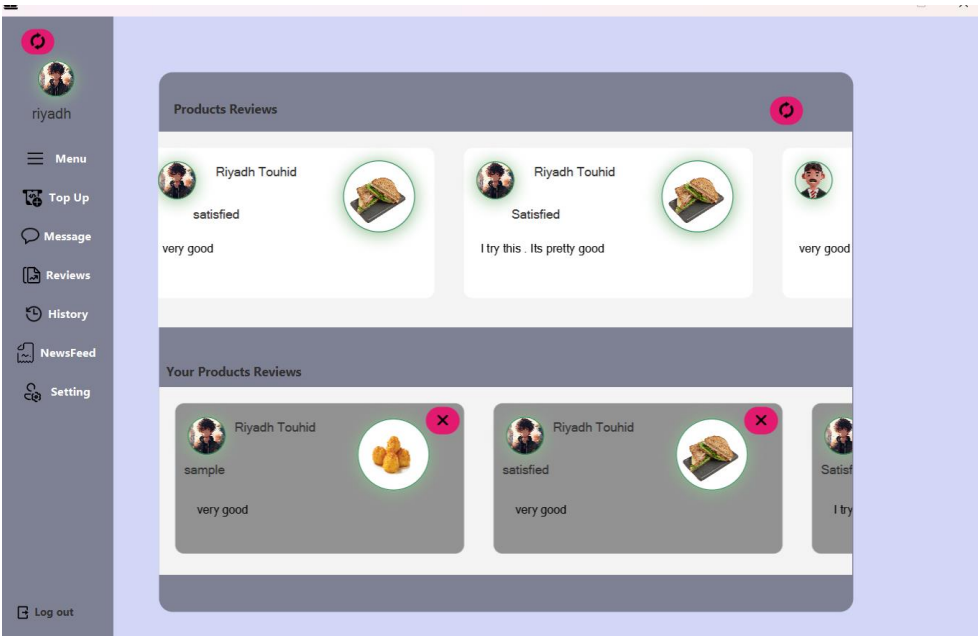 riyadh
Menu
Top Up
Message
Reviews
History
NewsFeed
Setting
Log out
Products Reviews
Riyadh Touhid
satisfied
very good
Riyadh Touhid
Satisfied
I try this . Its pretty good
very good
Your Products Reviews
Riyadh Touhid
sample
very good
Riyadh Touhid
satisfied
very good
Satisf
I try